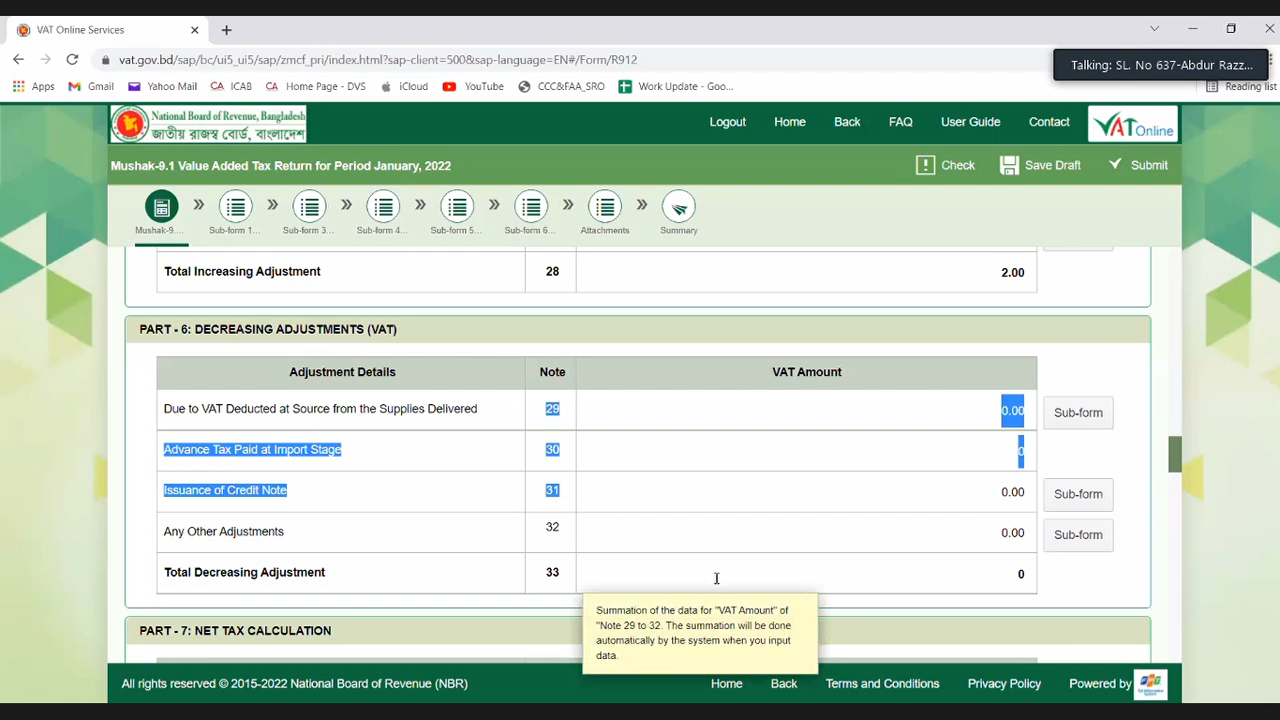 VAT Online Services
vat.gov.bd/sap/bc/ui5_ui5/sap/zmcf_pri/index.html?sap-client=500&sap-language=EN#/Form/R912
Talking: SL. No 637-Abdur Razz...
Apps Gmail Yahoo Mail CA ICAB CA Home Page - DVS iCloud YouTube CCC&FAA_SRO Work Update - Goo... Reading list
National Board of Revenue, Bangladesh
জাতীয় রাজস্ব বোর্ড, বাংলাদেশ
Logout Home Back FAQ User Guide Contact VAT Online
Mushak-9.1 Value Added Tax Return for Period January, 2022 Check Save Draft Submit
Mushak-9.... Sub-form 1... Sub-form 3... Sub-form 4... Sub-form 5... Sub-form 6... Attachments Summary
Total Increasing Adjustment 28 2.00
PART - 6: DECREASING ADJUSTMENTS (VAT)
Adjustment Details Note VAT Amount
Due to VAT Deducted at Source from the Supplies Delivered 29 0.00 Sub-form
Advance Tax Paid at Import Stage 30 0
Issuance of Credit Note 31 0.00 Sub-form
Any Other Adjustments 32 0.00 Sub-form
Total Decreasing Adjustment 33 0
Summation of the data for "VAT Amount" of
"Note 29 to 32. The summation will be done
automatically by the system when you input
data.
PART - 7: NET TAX CALCULATION
All rights reserved © 2015-2022 National Board of Revenue (NBR) Home Back Terms and Conditions Privacy Policy Powered by FPT